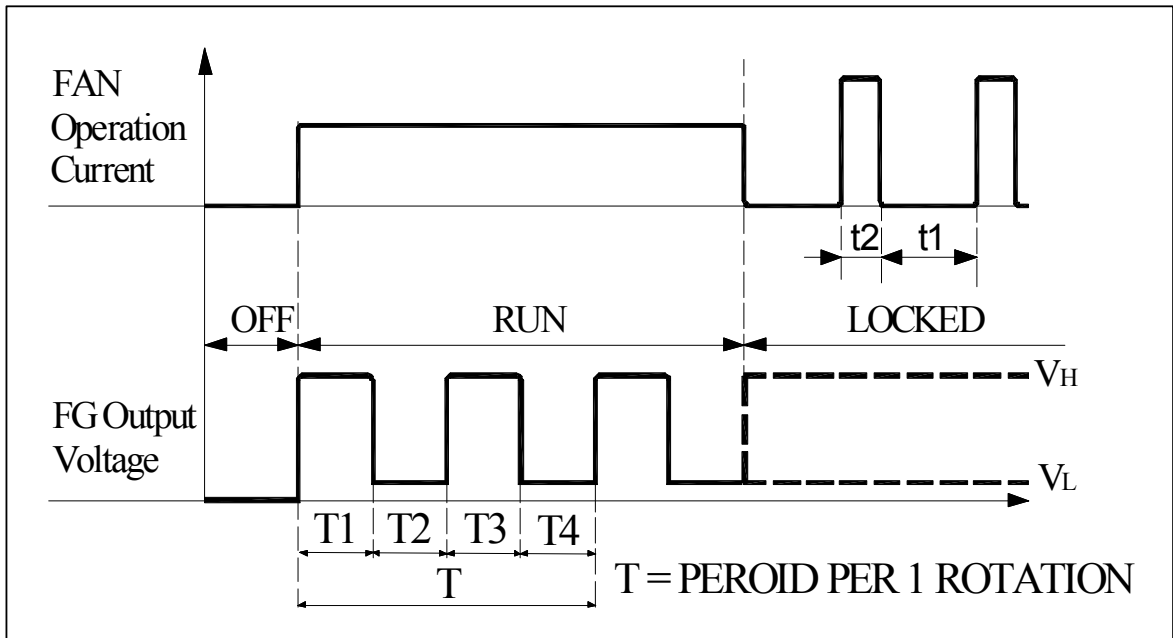 FAN
Operation
Current
t2 t1
OFF RUN LOCKED
VH
FG Output
Voltage
VL
T1 T2 T3 T4
T
T = PEROID PER 1 ROTATION